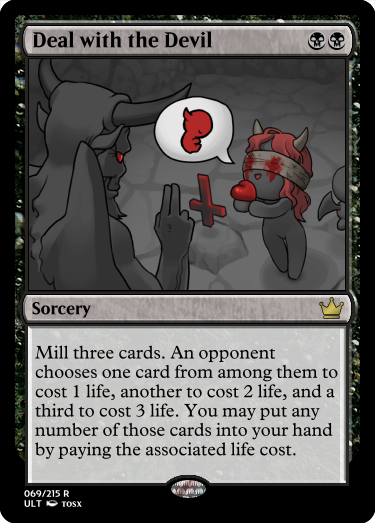 Deal with the Devil
Sorcery
Mill three cards. An opponent
chooses one card from among them to
cost 1 life, another to cost 2 life, and a
third to cost 3 life. You may put any
number of those cards into your hand
by paying the associated life cost.
069/215 R
ULT TOSX